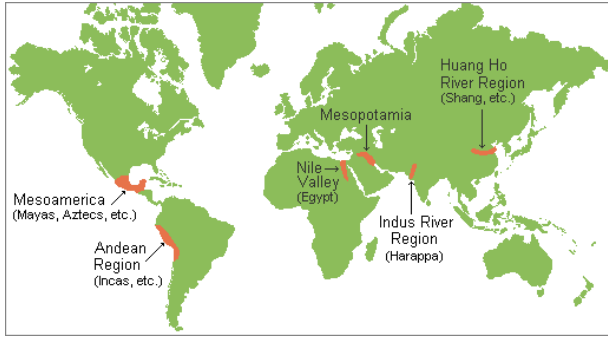 Huang Ho
River Region
(Shang, etc.)
Mesopotamia
Nile
Valley
(Egypt)
Indus River
Region
(Harappa)
Mesoamerica
(Mayas, Aztecs, etc.)
Andean
Region
(Incas, etc.)